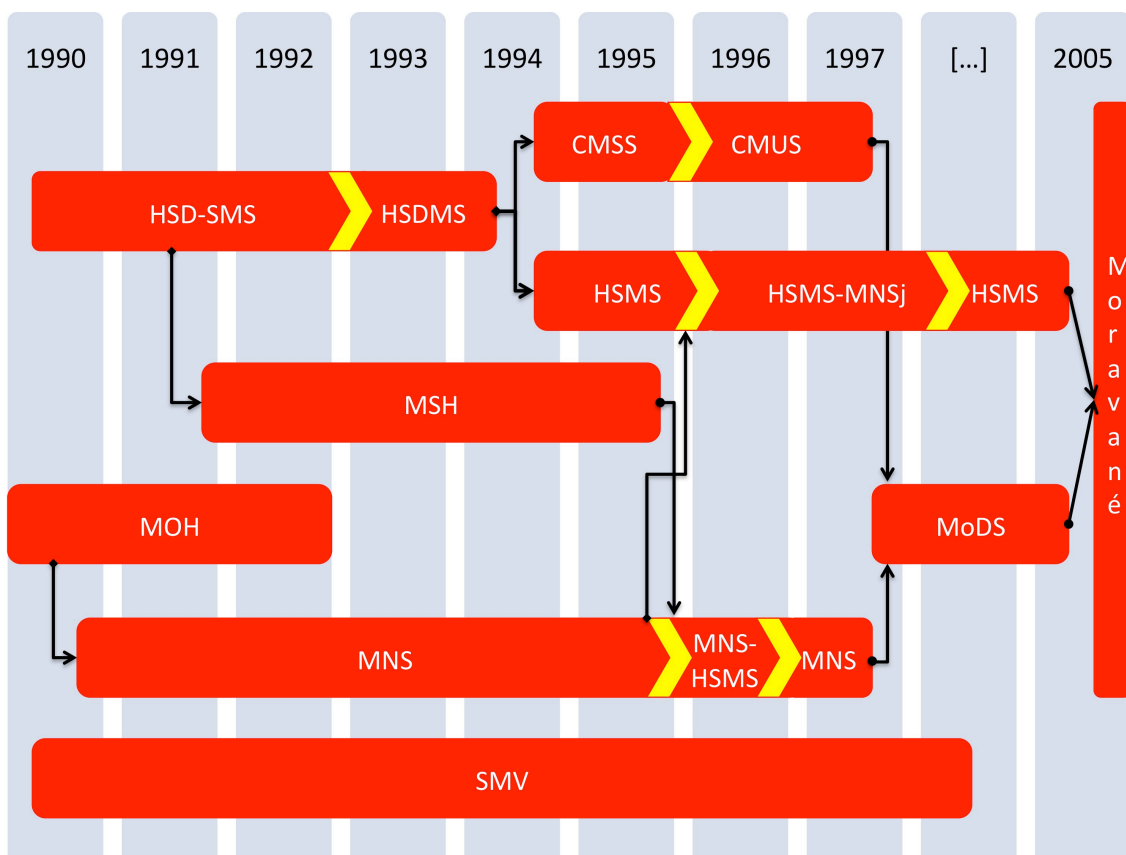 1990 1991 1992 1993 1994 1995 1996 1997 [...] 2005
CMSS CMUS
HSD-SMS HSDMS
HSMS HSMS-MNSj HSMS
MSH
MOH MoDS
MNS MNS-
HSMS MNS
SMV
M
o
r
a
v
a
n
é